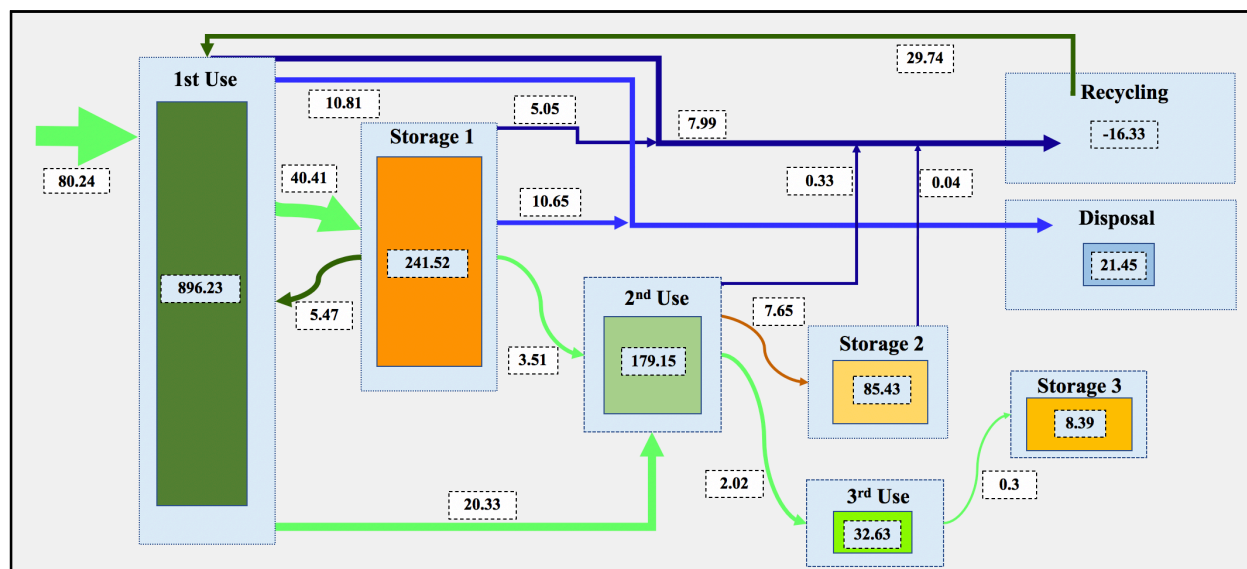 29.74
1st Use
Recycling
10.81
5.05
7.99
-16.33
Storage 1
80.24
40.41
0.33
0.04
10.65
Disposal
241.52
21.45
896.23
5.47
2nd Use
7.65
3.51
179.15
Storage 2
85.43
Storage 3
8.39
2.02
0.3
20.33
3rd Use
32.63